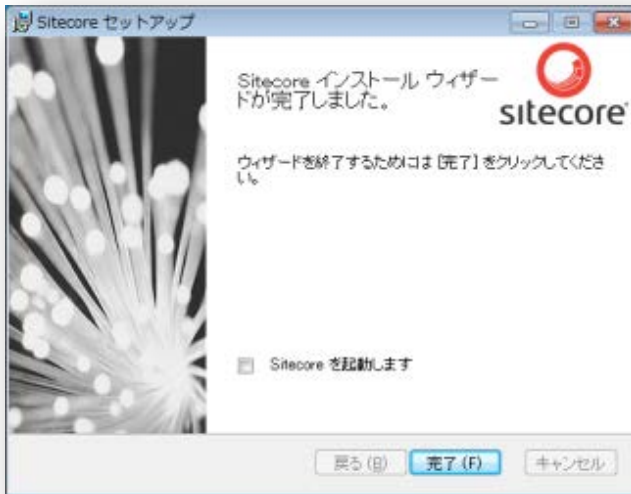 Sitecore セットアップ
Sitecore インストール ウィザー
ドが完了しました。
sitecore
ウィザードを終了するためには [完了] をクリックしてくださ
い。
Sitecore を起動します
戻る (B)
完了 (F)
キャンセル